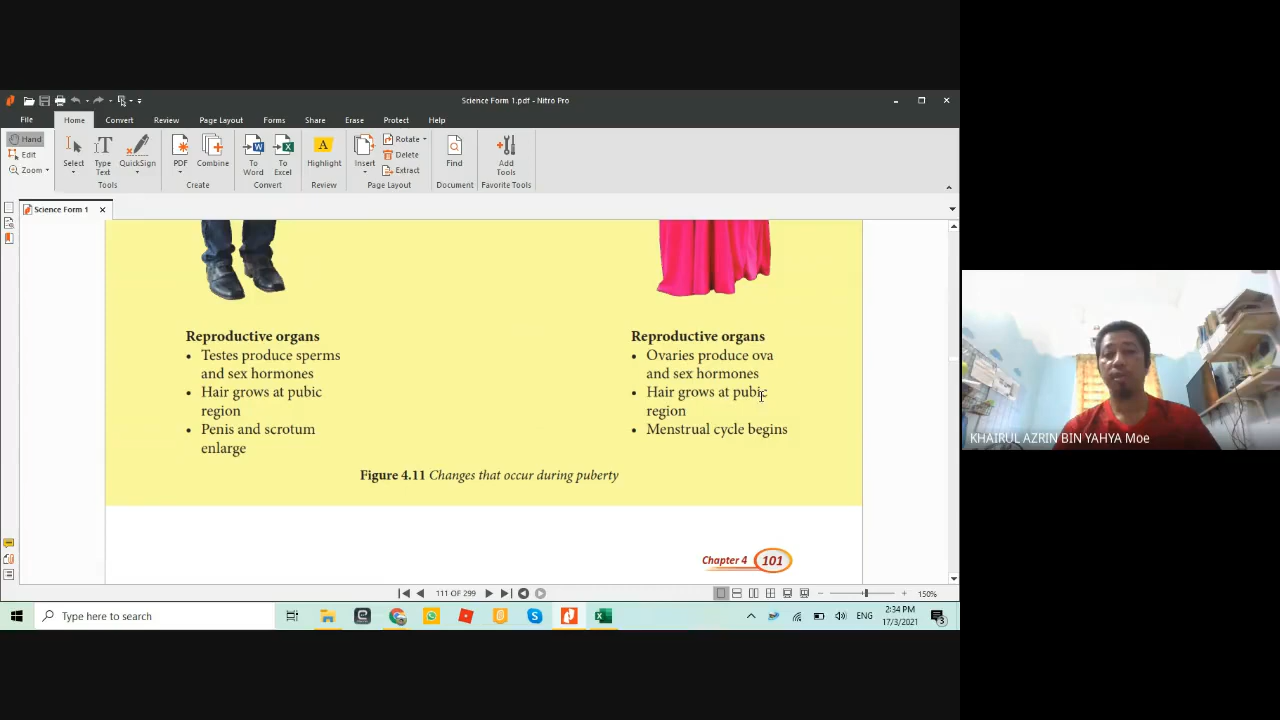 Science Form 1.pdf - Nitro Pro
File Home Convert Review Page Layout Forms Share Erase Protect Help
Hand
Edit
Zoom
Select
Type Text
QuickSign
Tools
PDF
Combine
Create
To Word
To Excel
Convert
Highlight
Review
Insert
Rotate
Delete
Extract
Page Layout
Find
Document
Add Tools
Favorite Tools
Science Form 1
Reproductive organs
• Testes produce sperms
and sex hormones
• Hair grows at pubic
region
• Penis and scrotum
enlarge
Reproductive organs
• Ovaries produce ova
and sex hormones
• Hair grows at pubic
region
• Menstrual cycle begins
Figure 4.11 Changes that occur during puberty
Chapter 4 101
KHAIRUL AZRIN BIN YAHYA Moe
111 OF 299
150%
Type here to search
ENG
2:34 PM
17/3/2021
3